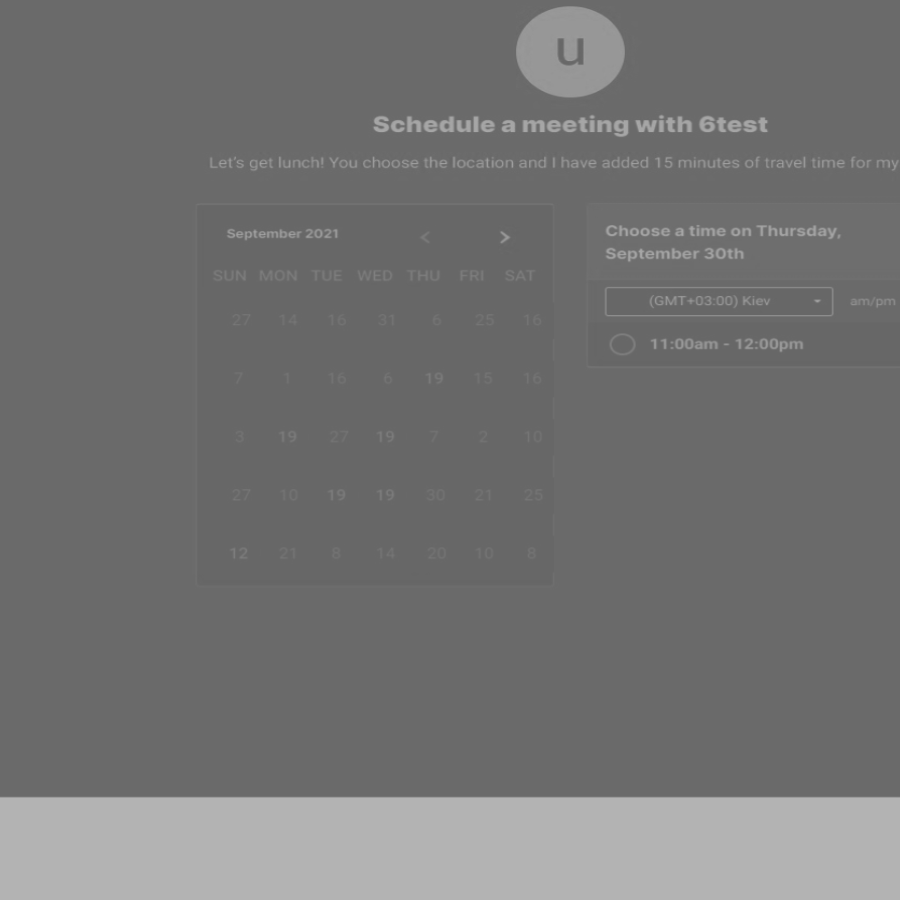 u
Schedule a meeting with 6test
Let's get lunch! You choose the location and I have added 15 minutes of travel time for my
September 2021 < >
SUN MON TUE WED THU FRI SAT
27 14 16 31 6 25 16
7 1 16 6 19 15 16
3 19 27 19 7 2 10
27 10 19 19 30 21 25
12 21 8 14 20 10 8
Choose a time on Thursday,
September 30th
(GMT+03:00) Kiev am/pm
11:00am - 12:00pm